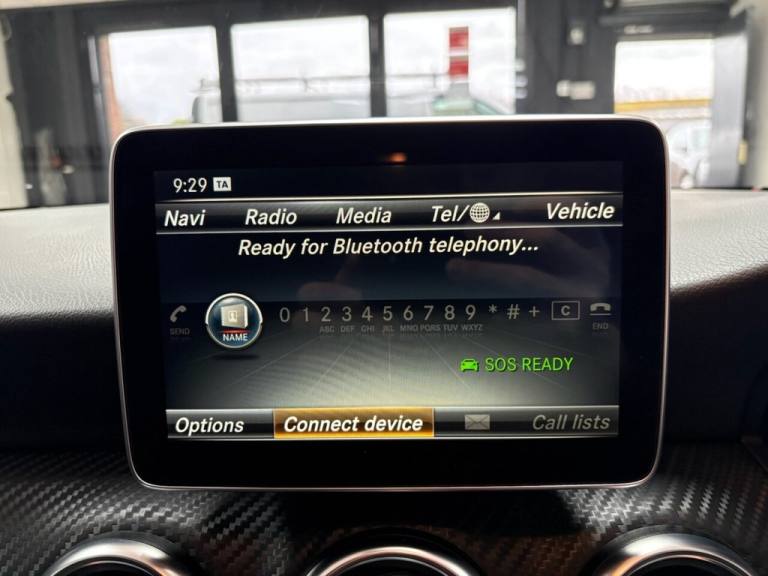 9:29 TA
Navi Radio Media Tel/ Vehicle
Ready for Bluetooth telephony...
SEND NAME 0 1 2 3 4 5 6 7 8 9 * # + C END
ABC DEF GHI JKL MNO PQRS TUV WXYZ
SOS READY
Options Connect device Call lists